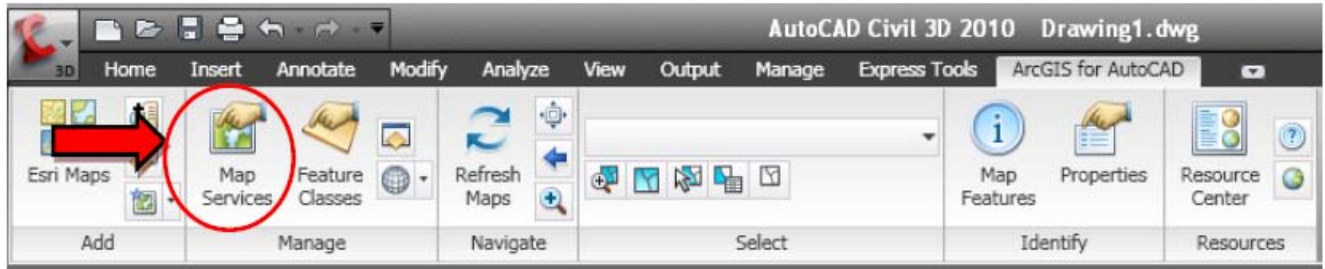 AutoCAD Civil 3D 2010 Drawing1.dwg
3D Home Insert Annotate Modify Analyze View Output Manage Express Tools ArcGIS for AutoCAD
Esri Maps
Map Services
Feature Classes
Refresh Maps
Map Features
Properties
Resource Center
Add Manage Navigate Select Identify Resources